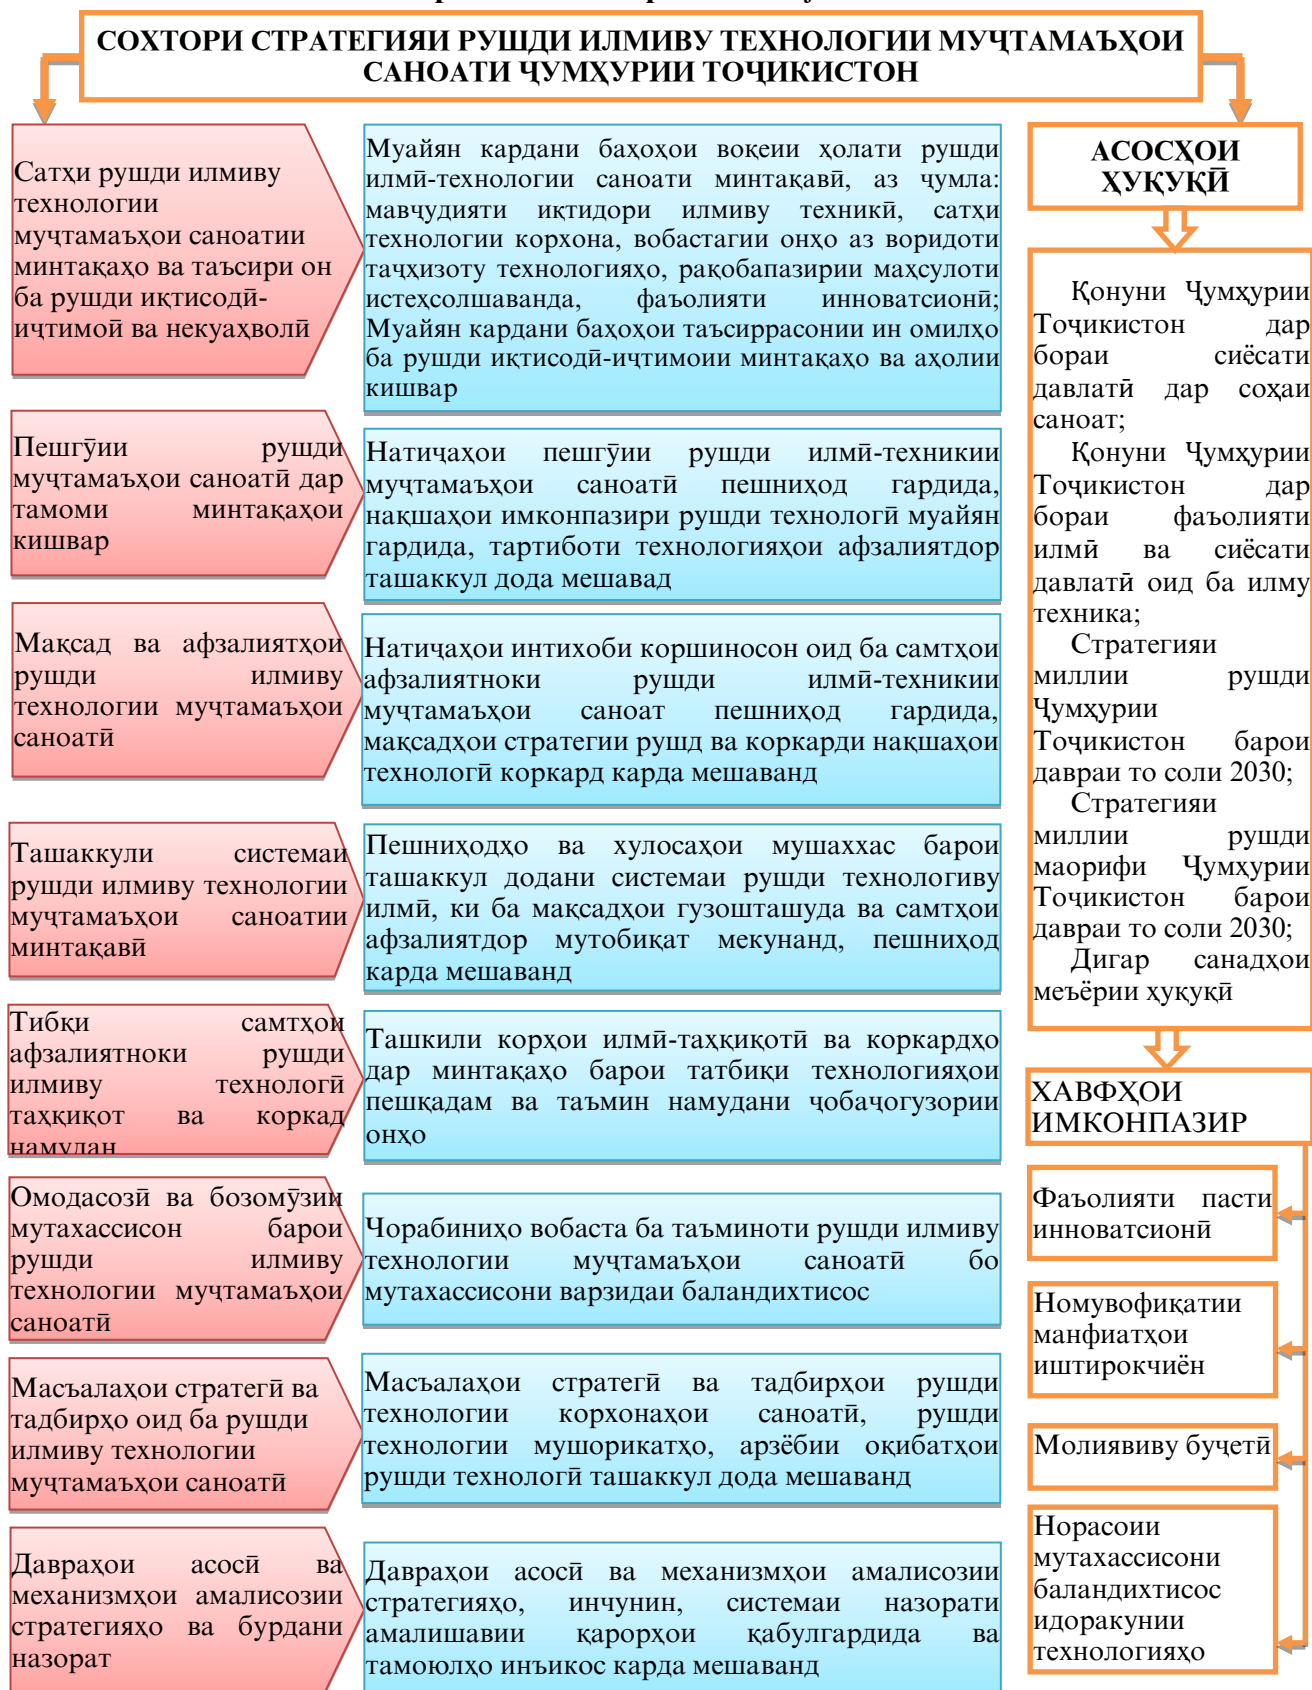 СОХТОРИ СТРАТЕГИЯИ РУШДИ ИЛМИВУ ТЕХНОЛОГИИ МУҶТАМАЪҲОИ
САНОАТИ ҶУМҲУРИИ ТОҶИКИСТОН
Сатҳи рушди илмиву
технологии
муҷтамаъҳои саноатии
минтақаҳо ва таъсири он
ба рушди иқтисодӣ-
иҷтимоӣ ва некуаҳволӣ
Муайян кардани баҳоҳои воқеии ҳолати рушди
илмӣ-технологии саноати минтақавӣ, аз ҷумла:
мавҷудияти иқтидори илмиву техникӣ, сатҳи
технологии корхона, вобастагии онҳо аз воридоти
таҷҳизоту технологияҳо, рақобапазирии маҳсулоти
истеҳсолшаванда, фаъолияти инноватсионӣ;
Муайян кардани баҳоҳои таъсиррасонии ин омилҳо
ба рушди иқтисодӣ-иҷтимоии минтақаҳо ва аҳолии
кишвар
Пешгӯии рушди
муҷтамаъҳои саноатӣ дар
тамоми минтақаҳои
кишвар
Натиҷаҳои пешгӯии рушди илмӣ-техникии
муҷтамаъҳои саноатӣ пешниҳод гардида,
нақшаҳои имконпазири рушди технологӣ муайян
гардида, тартиботи технологияҳои афзалиятдор
ташаккул дода мешавад
Мақсад ва афзалиятҳои
рушди илмиву
технологии муҷтамаъҳои
саноатӣ
Натиҷаҳои интихоби коршиносон оид ба самтҳои
афзалиятноки рушди илмӣ-техникии
муҷтамаъҳои саноат пешниҳод гардида,
мақсадҳои стратегии рушд ва коркарди нақшаҳои
технологӣ коркард карда мешаванд
Ташаккули системаи
рушди илмиву технологии
муҷтамаъҳои саноатии
минтақавӣ
Пешниҳодҳо ва хулосаҳои мушаххас барои
ташаккул додани системаи рушди технологиву
илмӣ, ки ба мақсадҳои гузошташуда ва самтҳои
афзалиятдор мутобиқат мекунанд, пешниҳод
карда мешаванд
Тибқи самтҳои
афзалиятноки рушди
илмиву технологӣ
таҳқиқот ва коркад
намудан
Ташкили корҳои илмӣ-таҳқиқотӣ ва коркардҳо
дар минтақаҳо барои татбиқи технологияҳои
пешқадам ва таъмин намудани ҷобаҷогузории
онҳо
Омодасозӣ ва бозомӯзии
мутахассисон барои
рушди илмиву
технологии муҷтамаъҳои
саноатӣ
Чорабиниҳо вобаста ба таъминоти рушди илмиву
технологии муҷтамаъҳои саноатӣ бо
мутахассисони варзидаи баландихтисос
Масъалаҳои стратегӣ ва
тадбирҳо оид ба рушди
илмиву технологии
муҷтамаъҳои саноатӣ
Масъалаҳои стратегӣ ва тадбирҳои рушди
технологии корхонаҳои саноатӣ, рушди
технологии мушорикатҳо, арзёбии оқибатҳои
рушди технологӣ ташаккул дода мешаванд
Давраҳои асосӣ ва
механизмҳои амалисозии
стратегияҳо ва бурдани
назорат
Давраҳои асосӣ ва механизмҳои амалисозии
стратегияҳо, инчунин, системаи назорати
амалишавии қарорҳои қабулгардида ва
тамоюлҳо инъикос карда мешаванд
АСОСҲОИ
ҲУҚУҚӢ
Қонуни Ҷумҳурии
Тоҷикистон дар
бораи сиёсати
давлатӣ дар соҳаи
саноат;
Қонуни Ҷумҳурии
Тоҷикистон дар
бораи фаъолияти
илмӣ ва сиёсати
давлатӣ оид ба илму
техника;
Стратегияи
миллии рушди
Ҷумҳурии
Тоҷикистон барои
давраи то соли 2030;
Стратегияи
миллии рушди
маорифи Ҷумҳурии
Тоҷикистон барои
давраи то соли 2030;
Дигар санадҳои
меъёрии ҳуқуқӣ
ХАВФҲОИ
ИМКОНПАЗИР
Фаъолияти пасти
инноватсионӣ
Номувофиқатии
манфиатҳои
иштирокчиён
Молиявиву буҷетӣ
Норасоии
мутахассисони
баландихтисос
идоракунии
технологияҳо